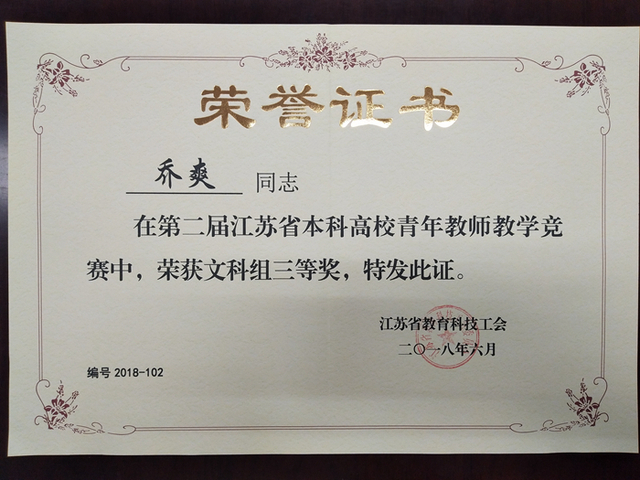 荣誉证书
乔爽 同志
在第二届江苏省本科高校青年教师教学竞
赛中，荣获文科组三等奖，特发此证。
江苏省教育科技工会
二〇一八年六月
编号 2018-102